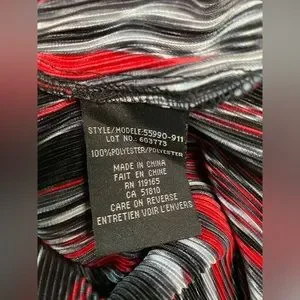 STYLE/MODELE:55990-911
LOT NO.: 603773
100%POLYESTER/POLYESTER
MADE IN CHINA
FAIT EN CHINE
RN 119165
CA 51810
CARE ON REVERSE
ENTRETIEN VOIR L'ENVERS